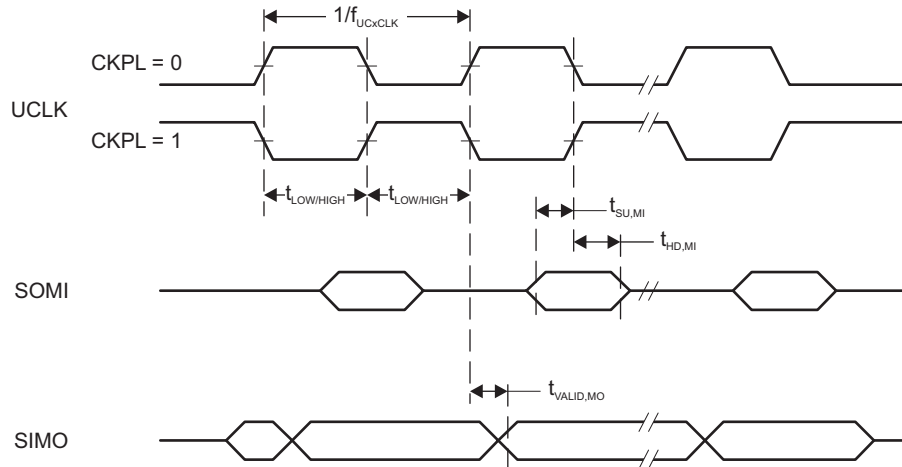 1/fUCxCLK
CKPL = 0
UCLK
CKPL = 1
tLOW/HIGH tLOW/HIGH
tSU,MI
tHD,MI
SOMI
tVALID,MO
SIMO